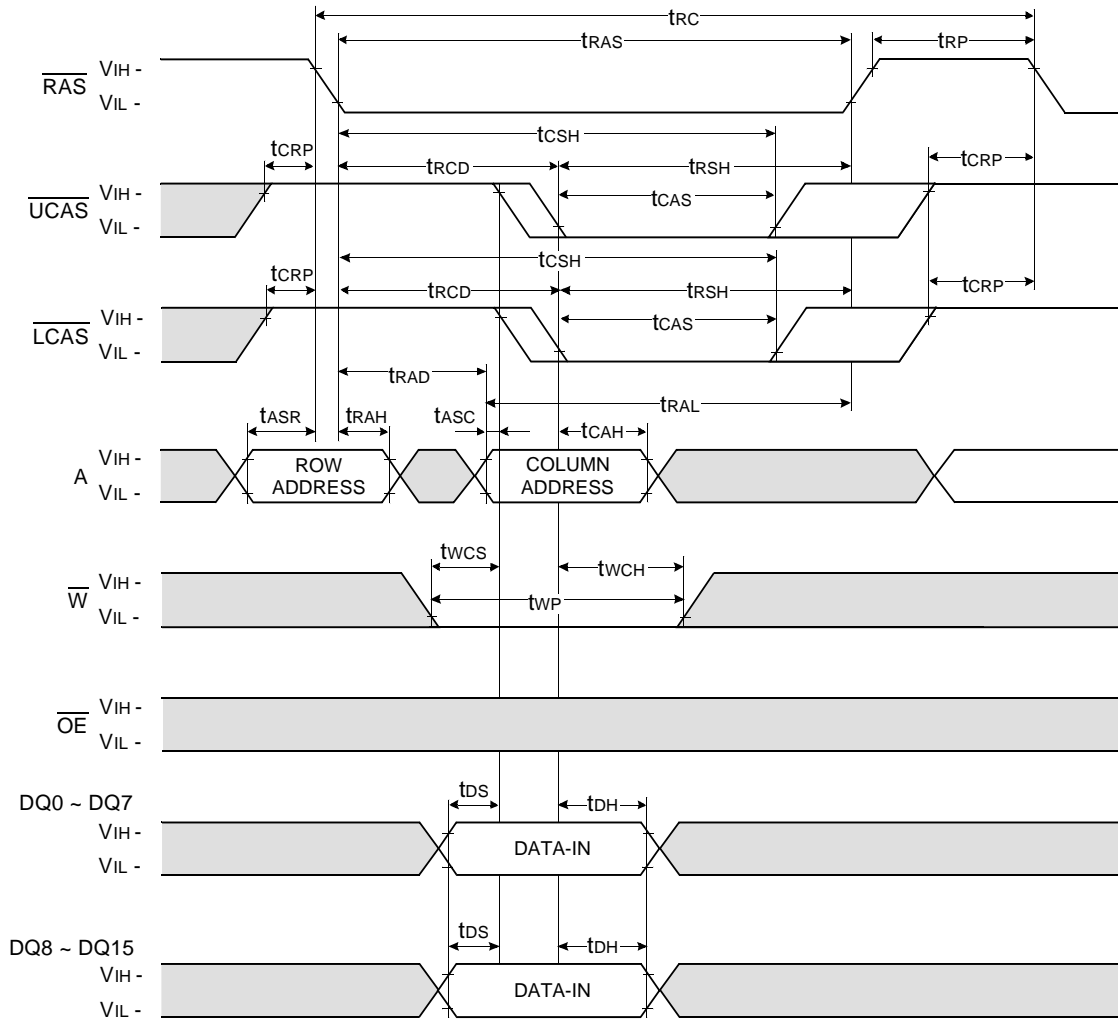 tRC
tRAS
tRP
RAS
VIH -
VIL -
tCSH
tCRP
tRCD
tRSH
tCRP
UCAS
VIH -
VIL -
tCAS
tCSH
tCRP
tRCD
tRSH
tCRP
LCAS
VIH -
VIL -
tCAS
tRAD
tRAL
tASR
tRAH
tASC
tCAH
A
VIH -
VIL -
ROW
ADDRESS
COLUMN
ADDRESS
tWCS
tWCH
W
VIH -
VIL -
tWP
OE
VIH -
VIL -
DQ0 ~ DQ7
tDS
tDH
VIH -
VIL -
DATA-IN
DQ8 ~ DQ15
tDS
tDH
VIH -
VIL -
DATA-IN